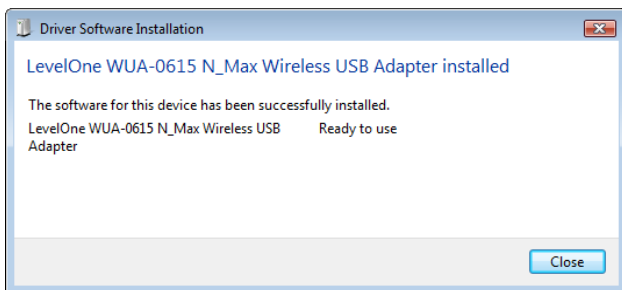 Driver Software Installation
LevelOne WUA-0615 N_Max Wireless USB Adapter installed
The software for this device has been successfully installed.
LevelOne WUA-0615 N_Max Wireless USB Ready to use
Adapter
Close